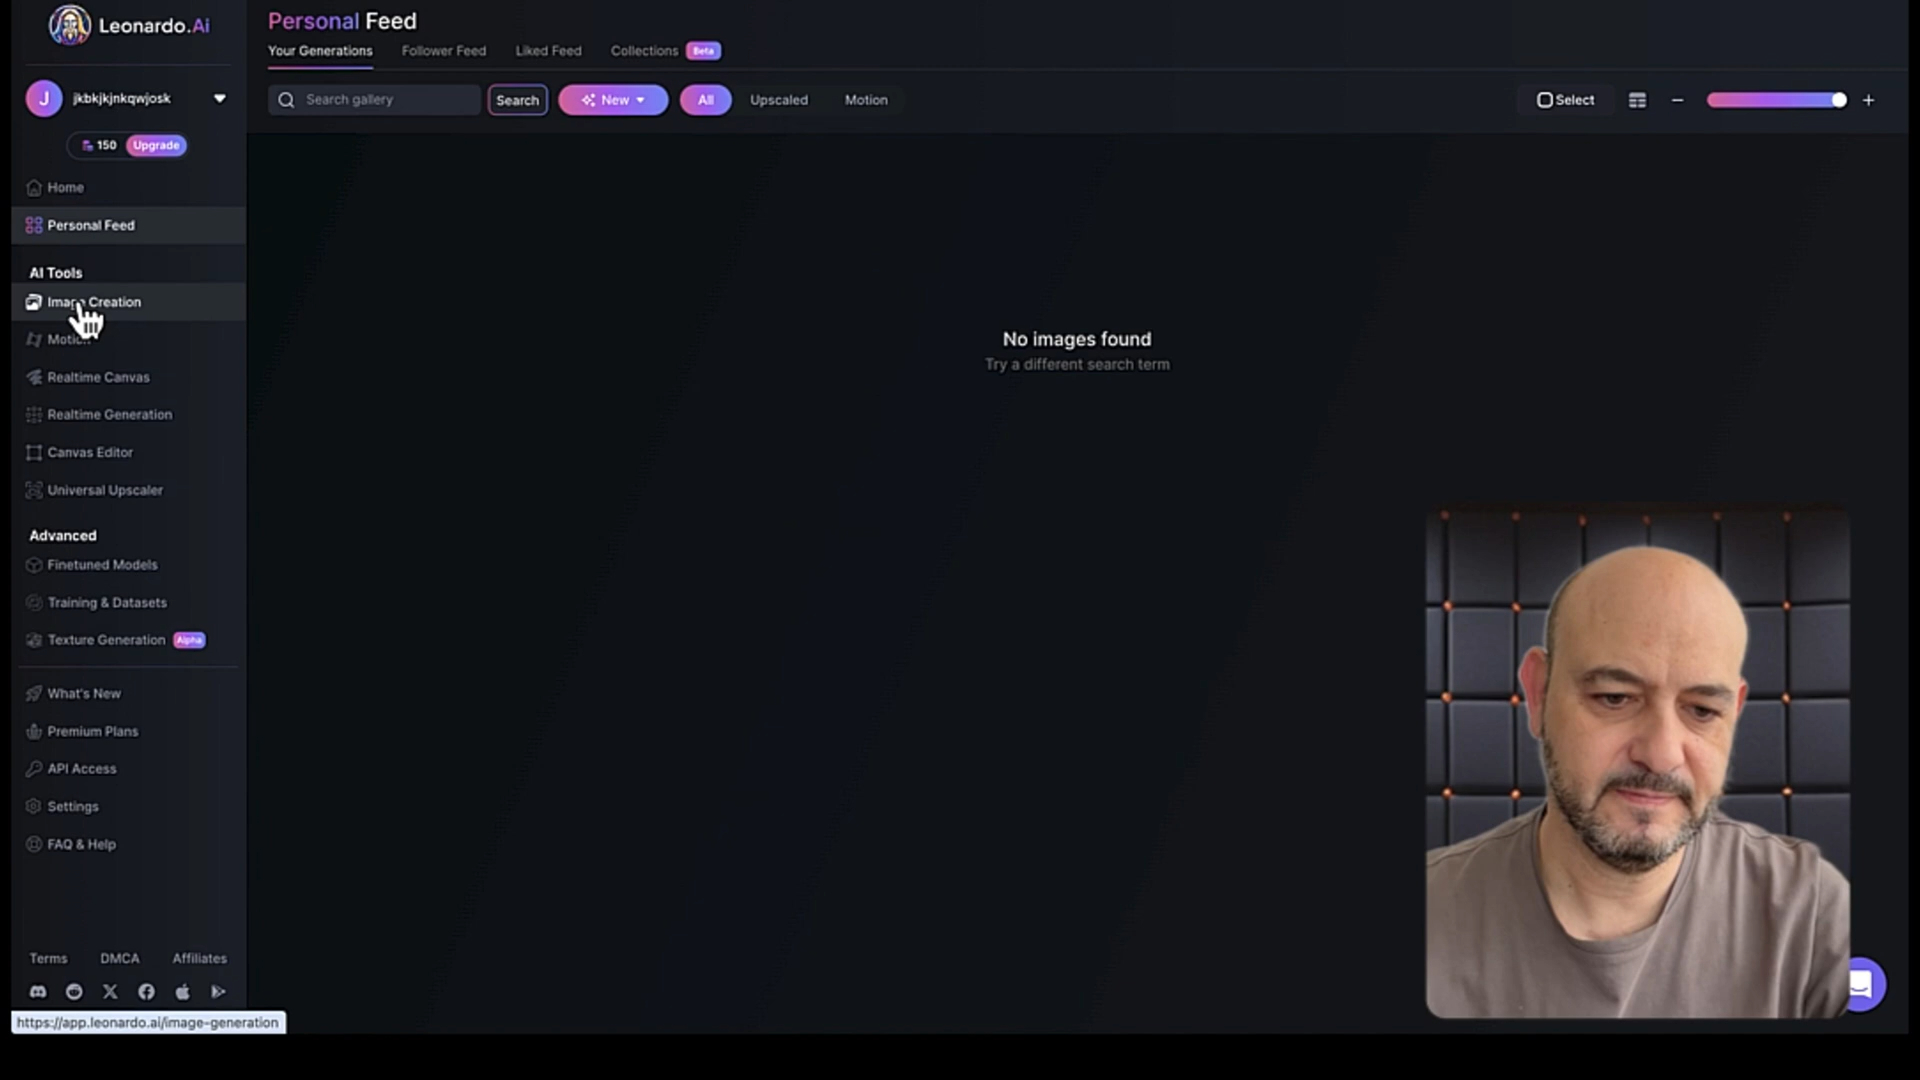 Leonardo.Ai
Personal Feed
Your Generations Follower Feed Liked Feed Collections Beta
J jkbkjkjnkqwjosk
Search gallery Search New All Upscaled Motion Select
150 Upgrade
Home
Personal Feed
AI Tools
Image Creation
Motion
Realtime Canvas
Realtime Generation
Canvas Editor
Universal Upscaler
Advanced
Finetuned Models
Training & Datasets
Texture Generation Alpha
What's New
Premium Plans
API Access
Settings
FAQ & Help
Terms DMCA Affiliates
https://app.leonardo.ai/image-generation
No images found
Try a different search term